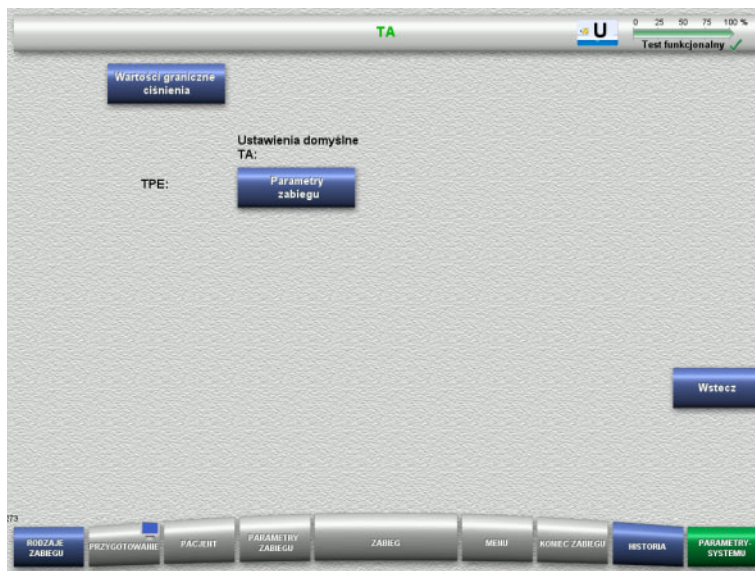 TA
U
0 25 50 75 100 %
Test funkcjonalny
Wartości graniczne
ciśnienia
Ustawienia domyślne
TA:
TPE:
Parametry
zabiegu
Wstecz
273
RODZAJE
ZABIEGU
PRZYGOTOWANIE
PACJENT
PARAMETRY
ZABIEGU
ZABIEG
MENU
KONIEC ZABIEGU
HISTORIA
PARAMETRY-
SYSTEMU